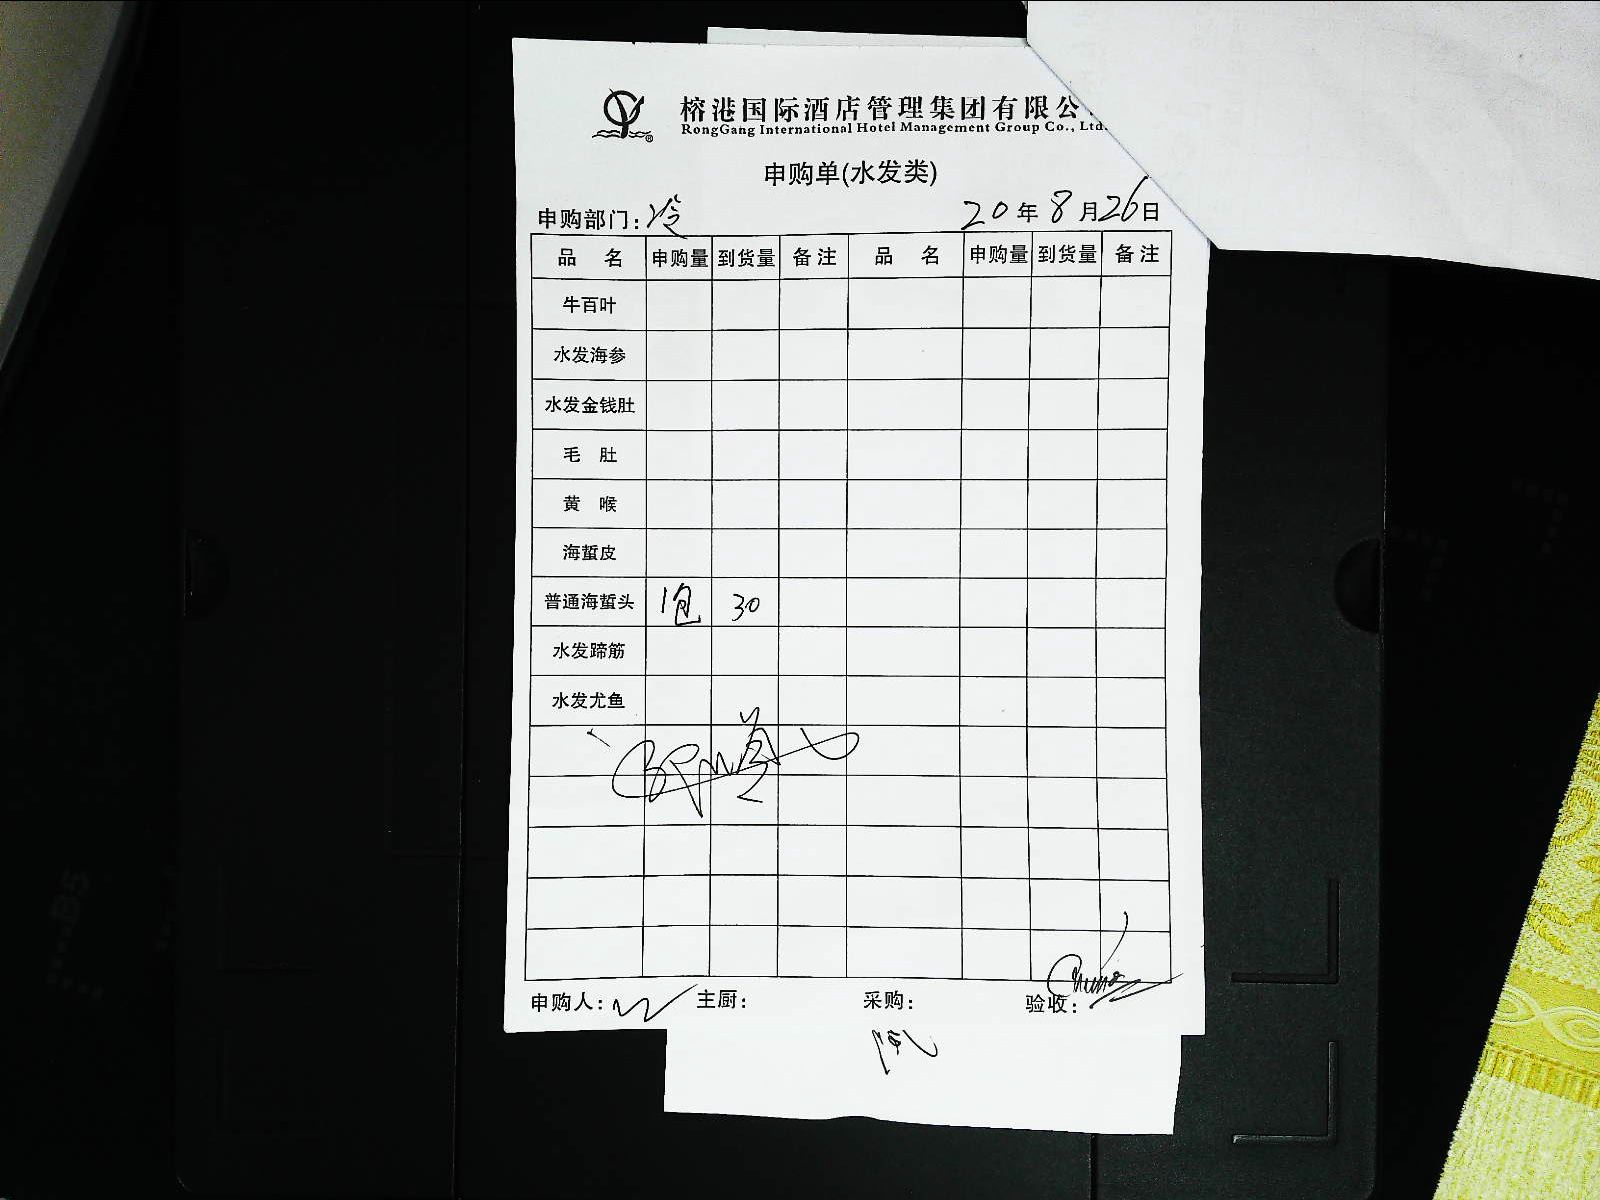 榕港国际酒店管理集团有限公
RongGang International Hotel Management Group Co., Ltd.
申购单(水发类)
申购部门:冷 20年8月26日
品 名 申购量 到货量 备注 品 名 申购量 到货量 备注
牛百叶
水发海参
水发金钱肚
毛 肚
黄 喉
海蜇皮
普通海蜇头 1包 30
水发蹄筋
水发尤鱼
申购人: 主厨: 采购: 验收: